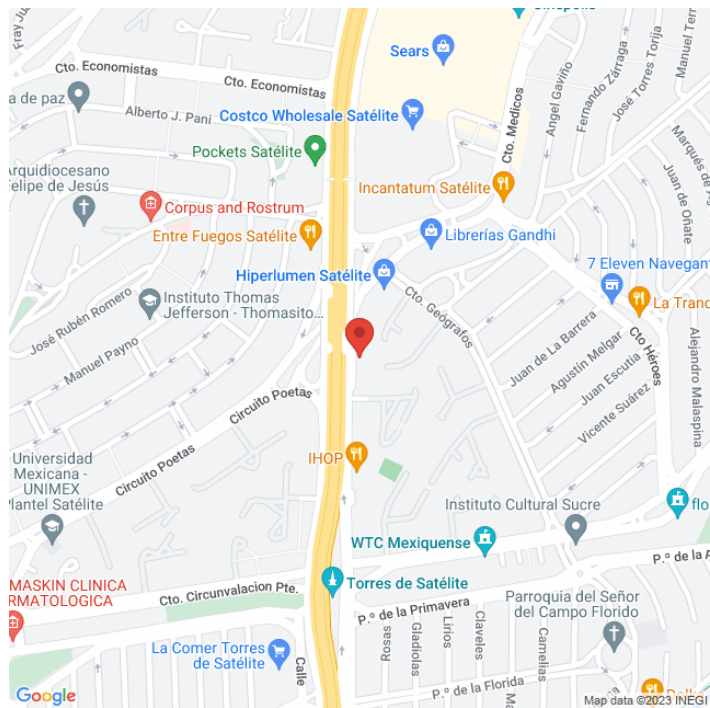 Fray Ju
Cinépolis
Sears
Cto. Economistas
Cto. Economistas
a de paz
Alberto J. Pani
Costco Wholesale Satélite
Pockets Satélite
Cto. Medicos
Angel Gaviño
Fernando Zárraga
José Torres Torija
Manuel Terr
Marqués de A
Juan de Oñate
Arquidiocesano
Felipe de Jesús
Corpus and Rostrum
Entre Fuegos Satélite
Incantatum Satélite
Librerías Gandhi
Hiperlumen Satélite
7 Eleven Navegant
La Tranc
Instituto Thomas
Jefferson - Thomasito...
José Rubén Romero
Manuel Payno
Cto. Geógrafos
Juan de La Barrera
Agustín Melgar
Juan Escutia
Vicente Suárez
Cto Héroes
Alejandro Malaspina
Circuito Poetas
Circuito Poetas
Universidad
Mexicana -
UNIMEX
Plantel Satélite
IHOP
Instituto Cultural Sucre
flo
WTC Mexiquense
P.º de la P
MASKIN CLINICA
RMATOLOGICA
Cto. Circunvalacion Pte.
Torres de Satélite
P.º de la Primavera
Parroquia del Señor
del Campo Florido
La Comer Torres
de Satélite
Calle
Rosas
Gladiolas
Lirios
Claveles
Ma
Camelias
P.º de la Florida
Google
Map data ©2023 INEGI